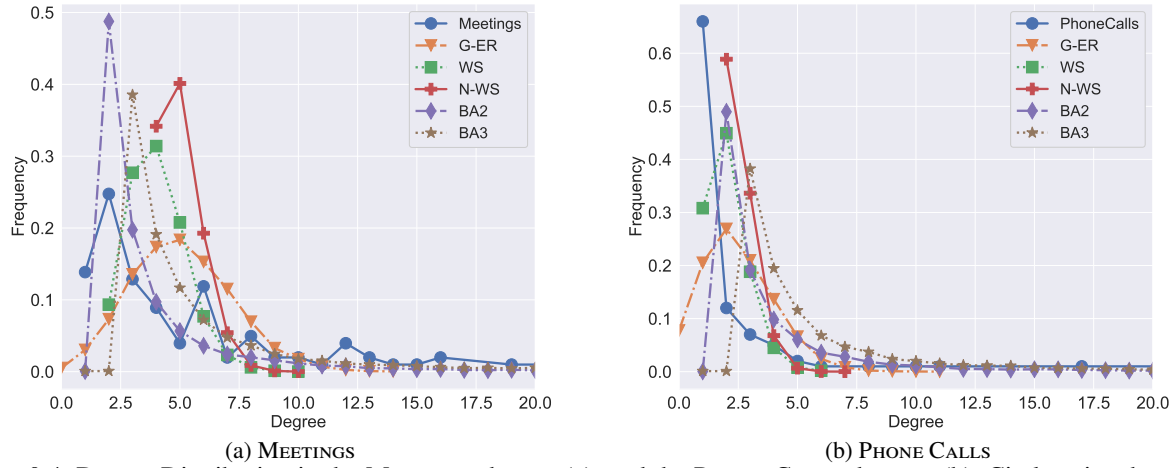 0.5
0.4
0.3
0.2
0.1
0.0
Frequency
0.0 2.5 5.0 7.5 10.0 12.5 15.0 17.5 20.0
Degree
Meetings
G-ER
WS
N-WS
BA2
BA3
(a) MEETINGS
0.6
0.5
0.4
0.3
0.2
0.1
0.0
Frequency
0.0 2.5 5.0 7.5 10.0 12.5 15.0 17.5 20.0
Degree
PhoneCalls
G-ER
WS
N-WS
BA2
BA3
(b) PHONE CALLS